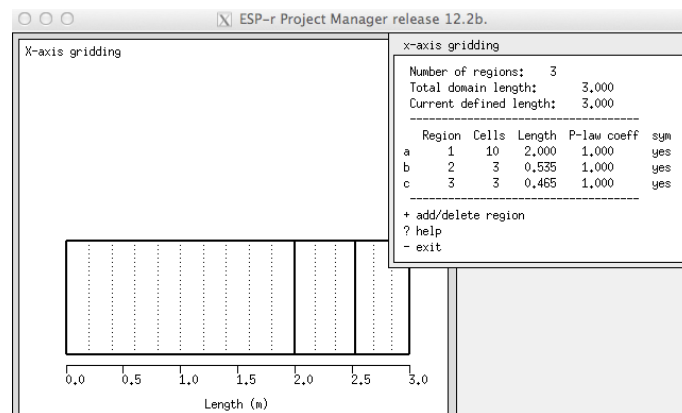 ESP-r Project Manager release 12.2b.
X-axis gridding
x-axis gridding
Number of regions: 3
Total domain length: 3.000
Current defined length: 3.000
Region Cells Length P-law coeff sym
a 1 10 2.000 1.000 yes
b 2 3 0.535 1.000 yes
c 3 3 0.465 1.000 yes
+ add/delete region
? help
- exit
0.0 0.5 1.0 1.5 2.0 2.5 3.0
Length (m)